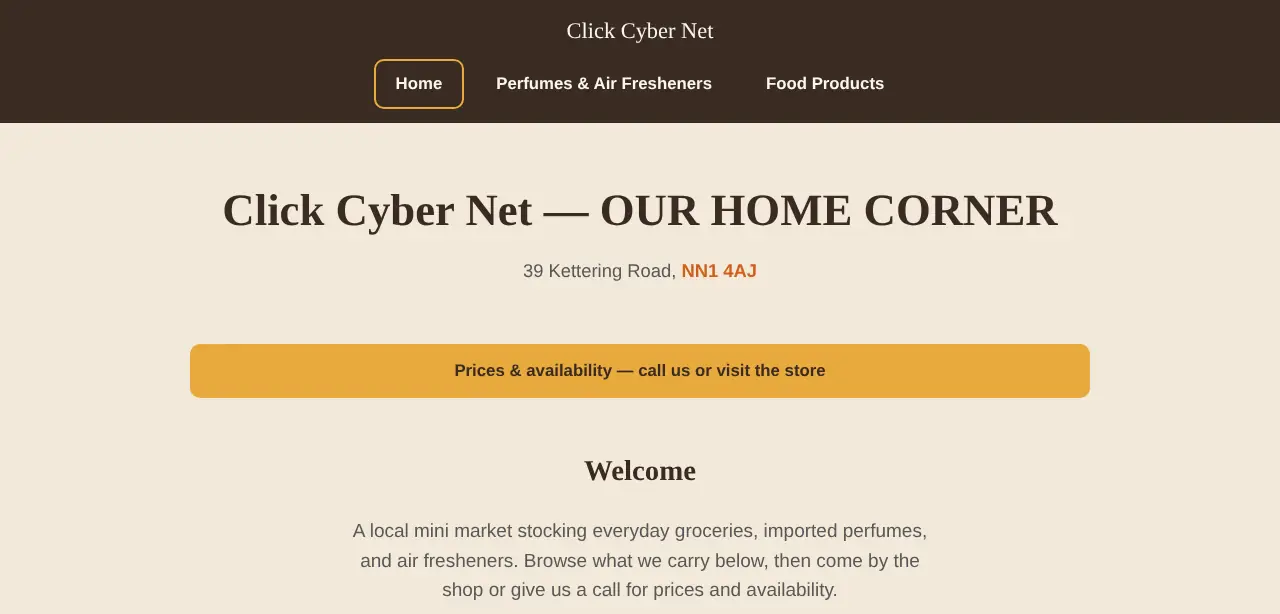 Click Cyber Net
Home Perfumes & Air Fresheners Food Products
Click Cyber Net — OUR HOME CORNER
39 Kettering Road, NN1 4AJ
Prices & availability — call us or visit the store
Welcome
A local mini market stocking everyday groceries, imported perfumes,
and air fresheners. Browse what we carry below, then come by the
shop or give us a call for prices and availability.